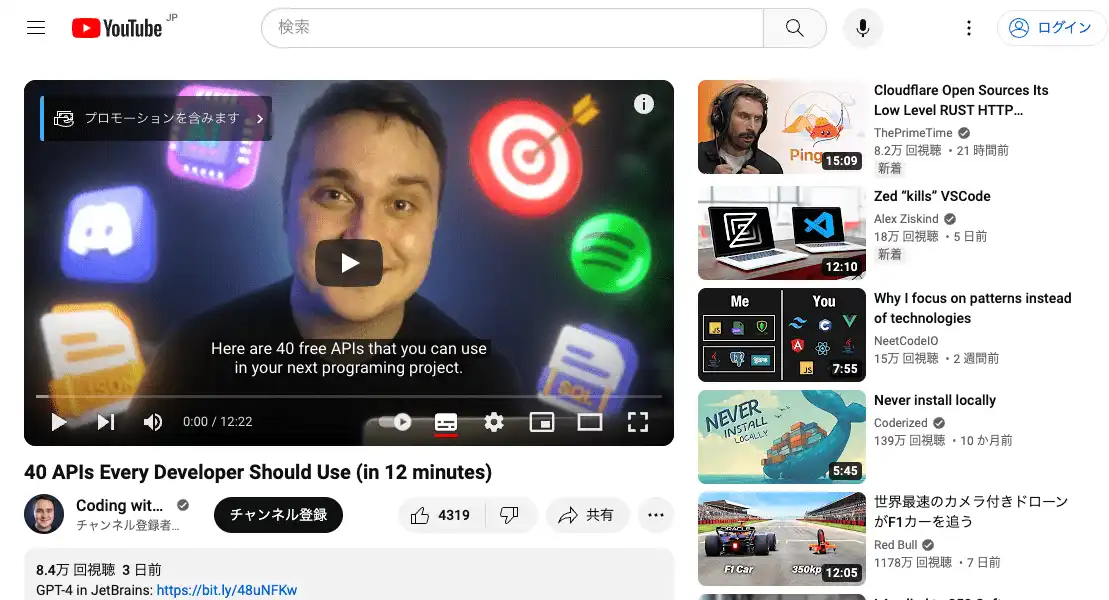 YouTube JP
検索
ログイン
プロモーションを含みます
AI
JSON
SQL
Here are 40 free APIs that you can use
in your next programing project.
0:00 / 12:22
40 APIs Every Developer Should Use (in 12 minutes)
Coding wit…
チャンネル登録者…
チャンネル登録
4319
共有
8.4万 回視聴 3 日前
GPT-4 in JetBrains: https://bit.ly/48uNFKw
Ping
15:09
Cloudflare Open Sources Its
Low Level RUST HTTP…
ThePrimeTime
8.2万 回視聴 ・21 時間前
新着
12:10
Zed “kills” VSCode
Alex Ziskind
18万 回視聴 ・5 日前
新着
Me
You
JS
JS
7:55
Why I focus on patterns instead
of technologies
NeetCodeIO
15万 回視聴 ・2 週間前
NEVER
INSTALL
LOCALLY
5:45
Never install locally
Coderized
139万 回視聴 ・10 か月前
F1 Car
350kp
12:05
世界最速のカメラ付きドローン
がF1カーを追う
Red Bull
1178万 回視聴 ・7 日前